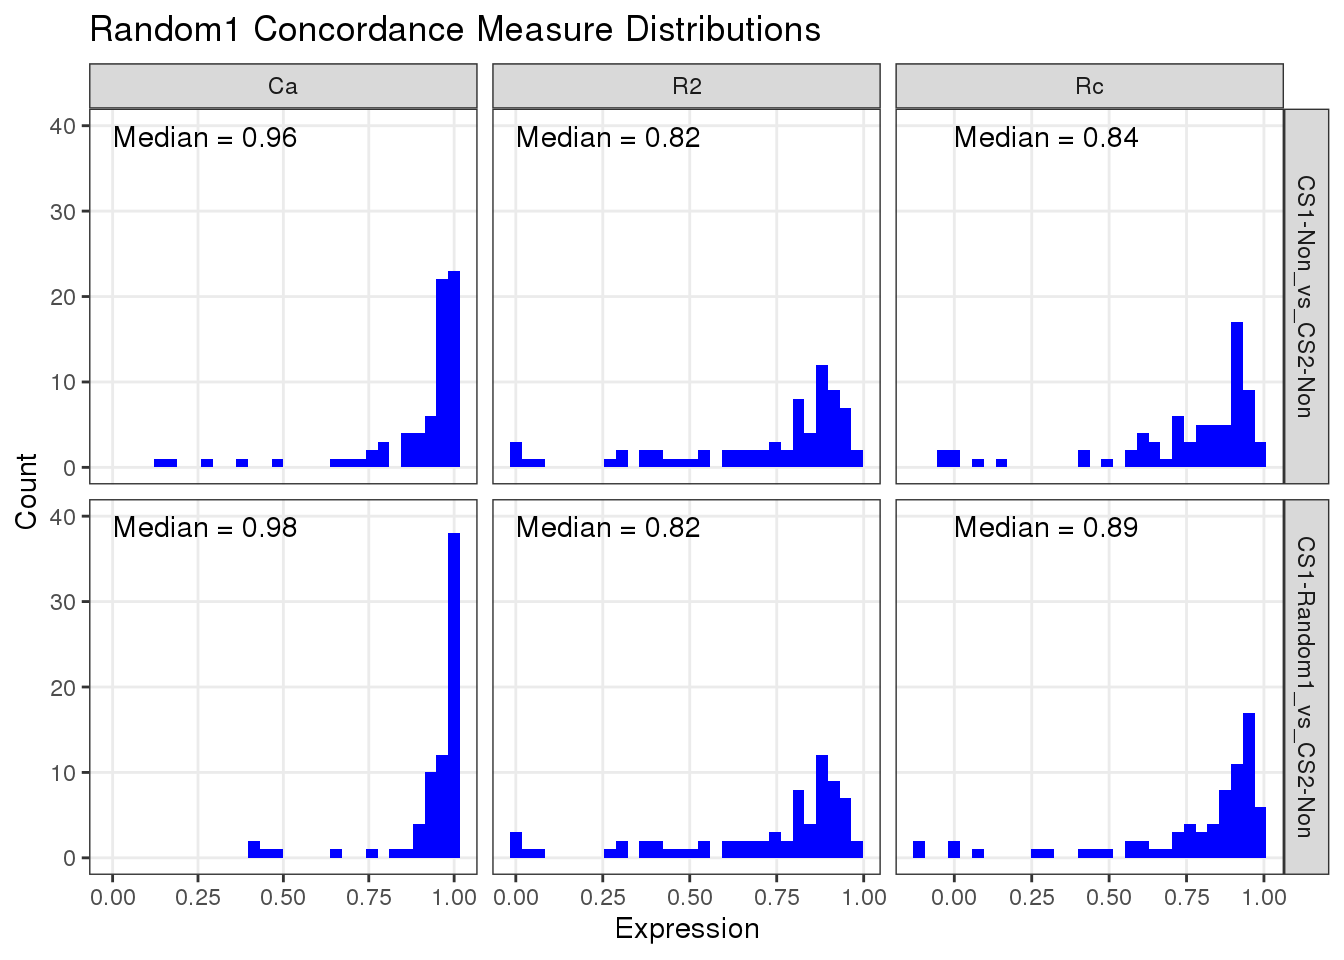 Random1 Concordance Measure Distributions
Ca
R2
Rc
Median = 0.96
Median = 0.82
Median = 0.84
CS1-Non_vs_CS2-Non
40
30
20
10
0
Median = 0.98
Median = 0.82
Median = 0.89
CS1-Random1_vs_CS2-Non
40
30
20
10
0
Count
0.00 0.25 0.50 0.75 1.00
0.00 0.25 0.50 0.75 1.00
0.00 0.25 0.50 0.75 1.00
Expression